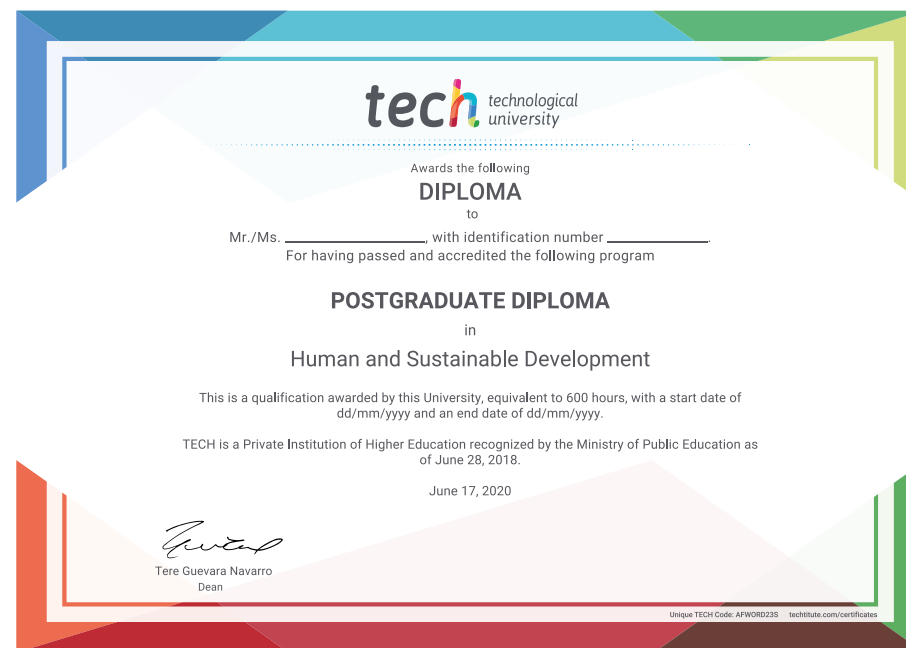 tech technological
university
Awards the following
DIPLOMA
to
Mr./Ms. ____________________, with identification number ______________.
For having passed and accredited the following program
POSTGRADUATE DIPLOMA
in
Human and Sustainable Development
This is a qualification awarded by this University, equivalent to 600 hours, with a start date of
dd/mm/yyyy and an end date of dd/mm/yyyy.
TECH is a Private Institution of Higher Education recognized by the Ministry of Public Education as
of June 28, 2018.
June 17, 2020
Tere Guevara Navarro
Dean
Unique TECH Code: AFWORD23S techtitute.com/certificates